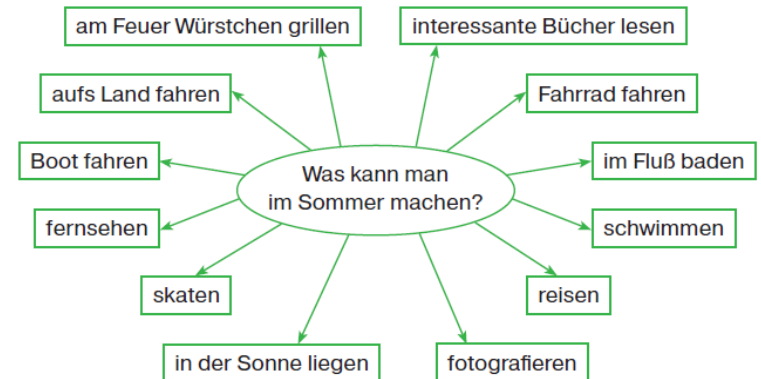 am Feuer Würstchen grillen
interessante Bücher lesen
aufs Land fahren
Fahrrad fahren
Boot fahren
Was kann man
im Sommer machen?
im Fluß baden
fernsehen
schwimmen
skaten
reisen
in der Sonne liegen
fotografieren